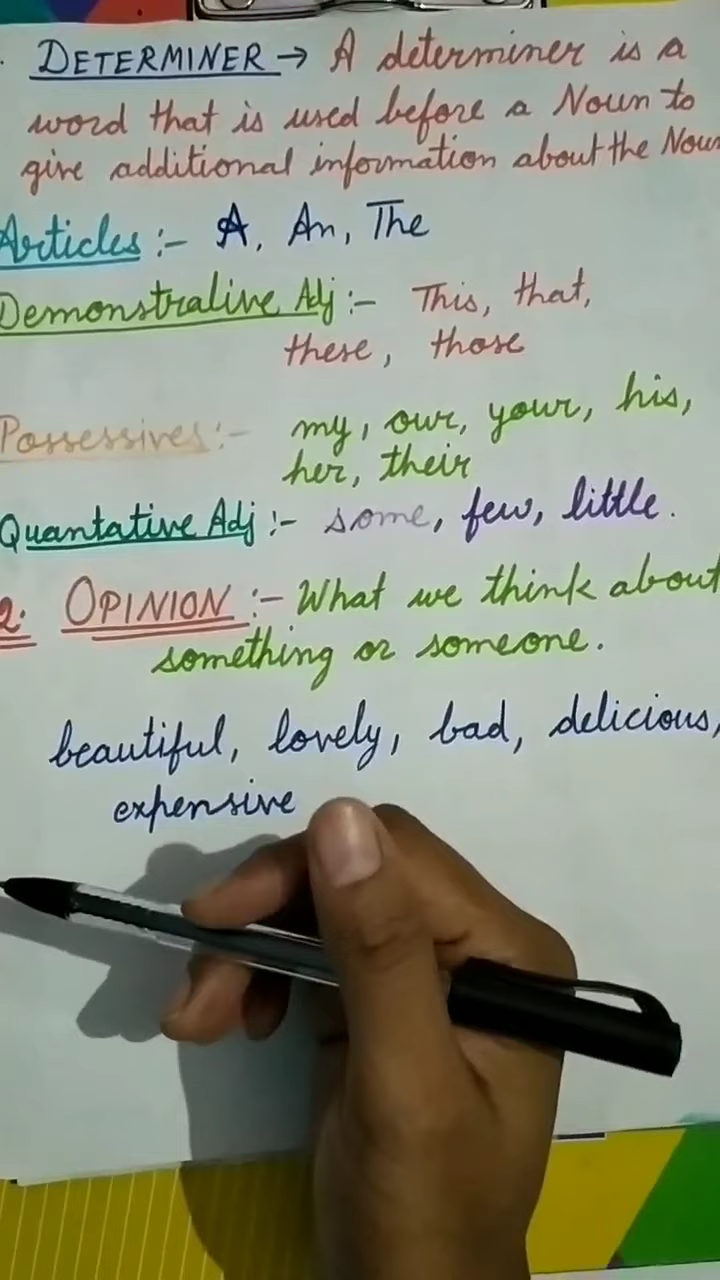 DETERMINER → A determiner is a
word that is used before a Noun to
give additional information about the Noun
Articles :- A, An, The
Demonstrative Adj :- This, that,
these, those
Possessives :- my, our, your, his,
her, their
Quantative Adj :- some, few, little.
2. OPINION :- What we think about
something or someone.
beautiful, lovely, bad, delicious,
expensive